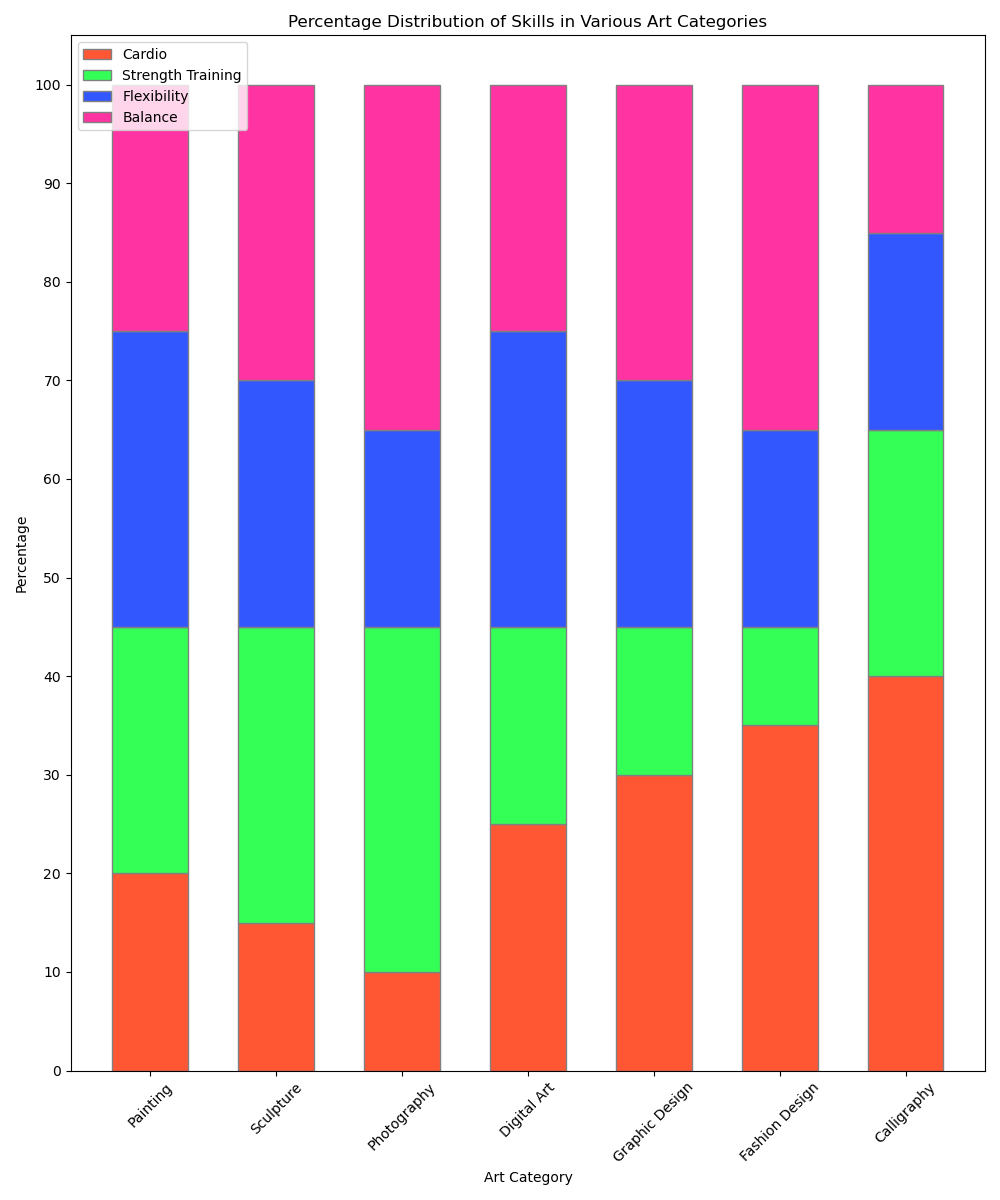 Percentage Distribution of Skills in Various Art Categories
Cardio
Strength Training
Flexibility
Balance
100
90
80
70
60
50
40
30
20
10
0
Percentage
Painting
Sculpture
Photography
Digital Art
Graphic Design
Fashion Design
Calligraphy
Art Category